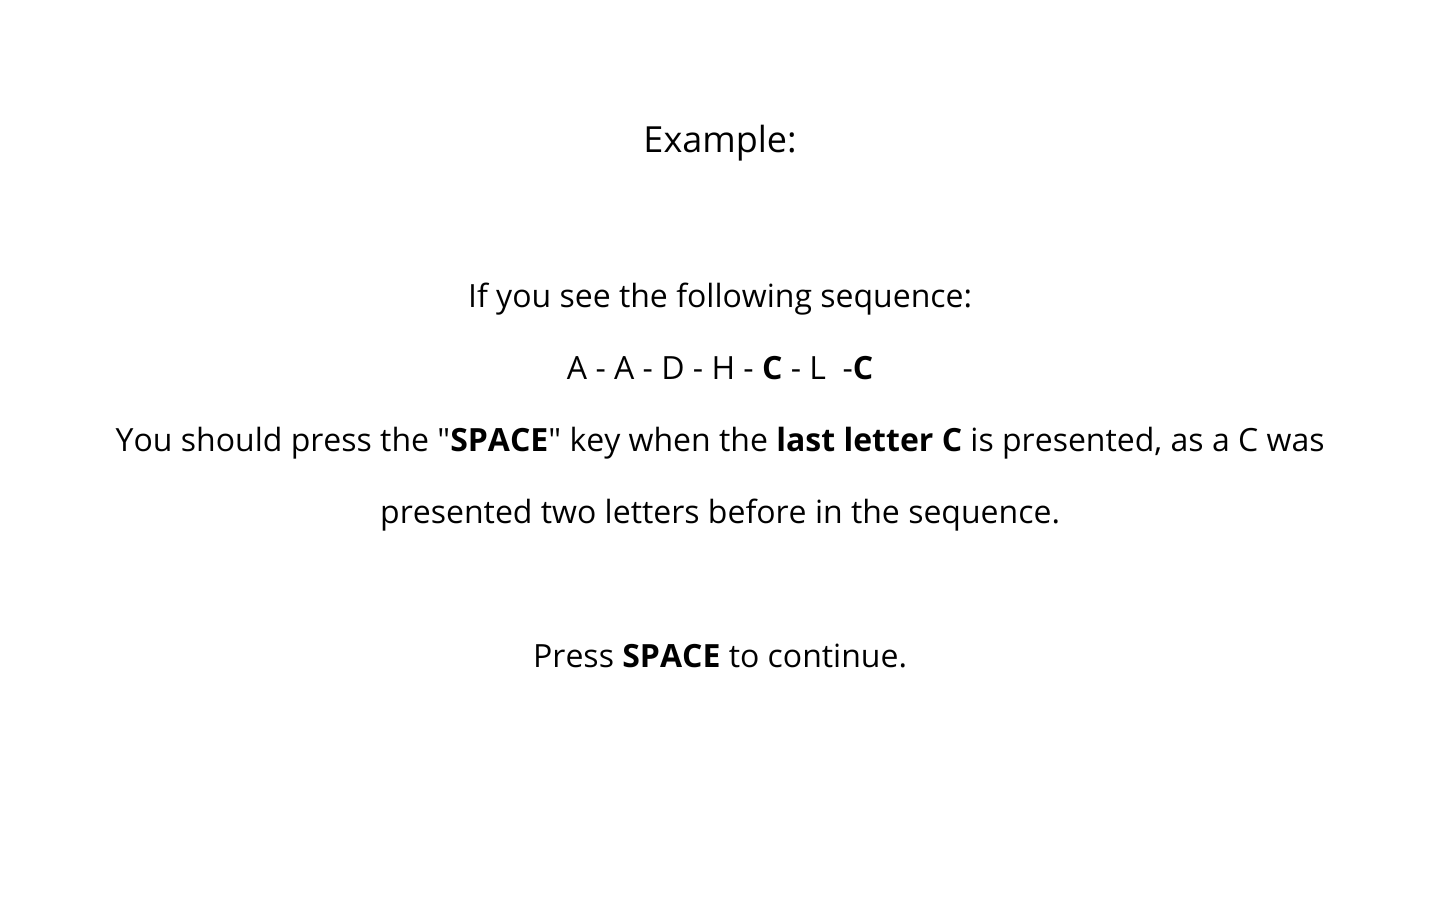 Example:
If you see the following sequence:
A - A - D - H - C - L  -C
You should press the "SPACE" key when the last letter C is presented, as a C was
presented two letters before in the sequence.
Press SPACE to continue.